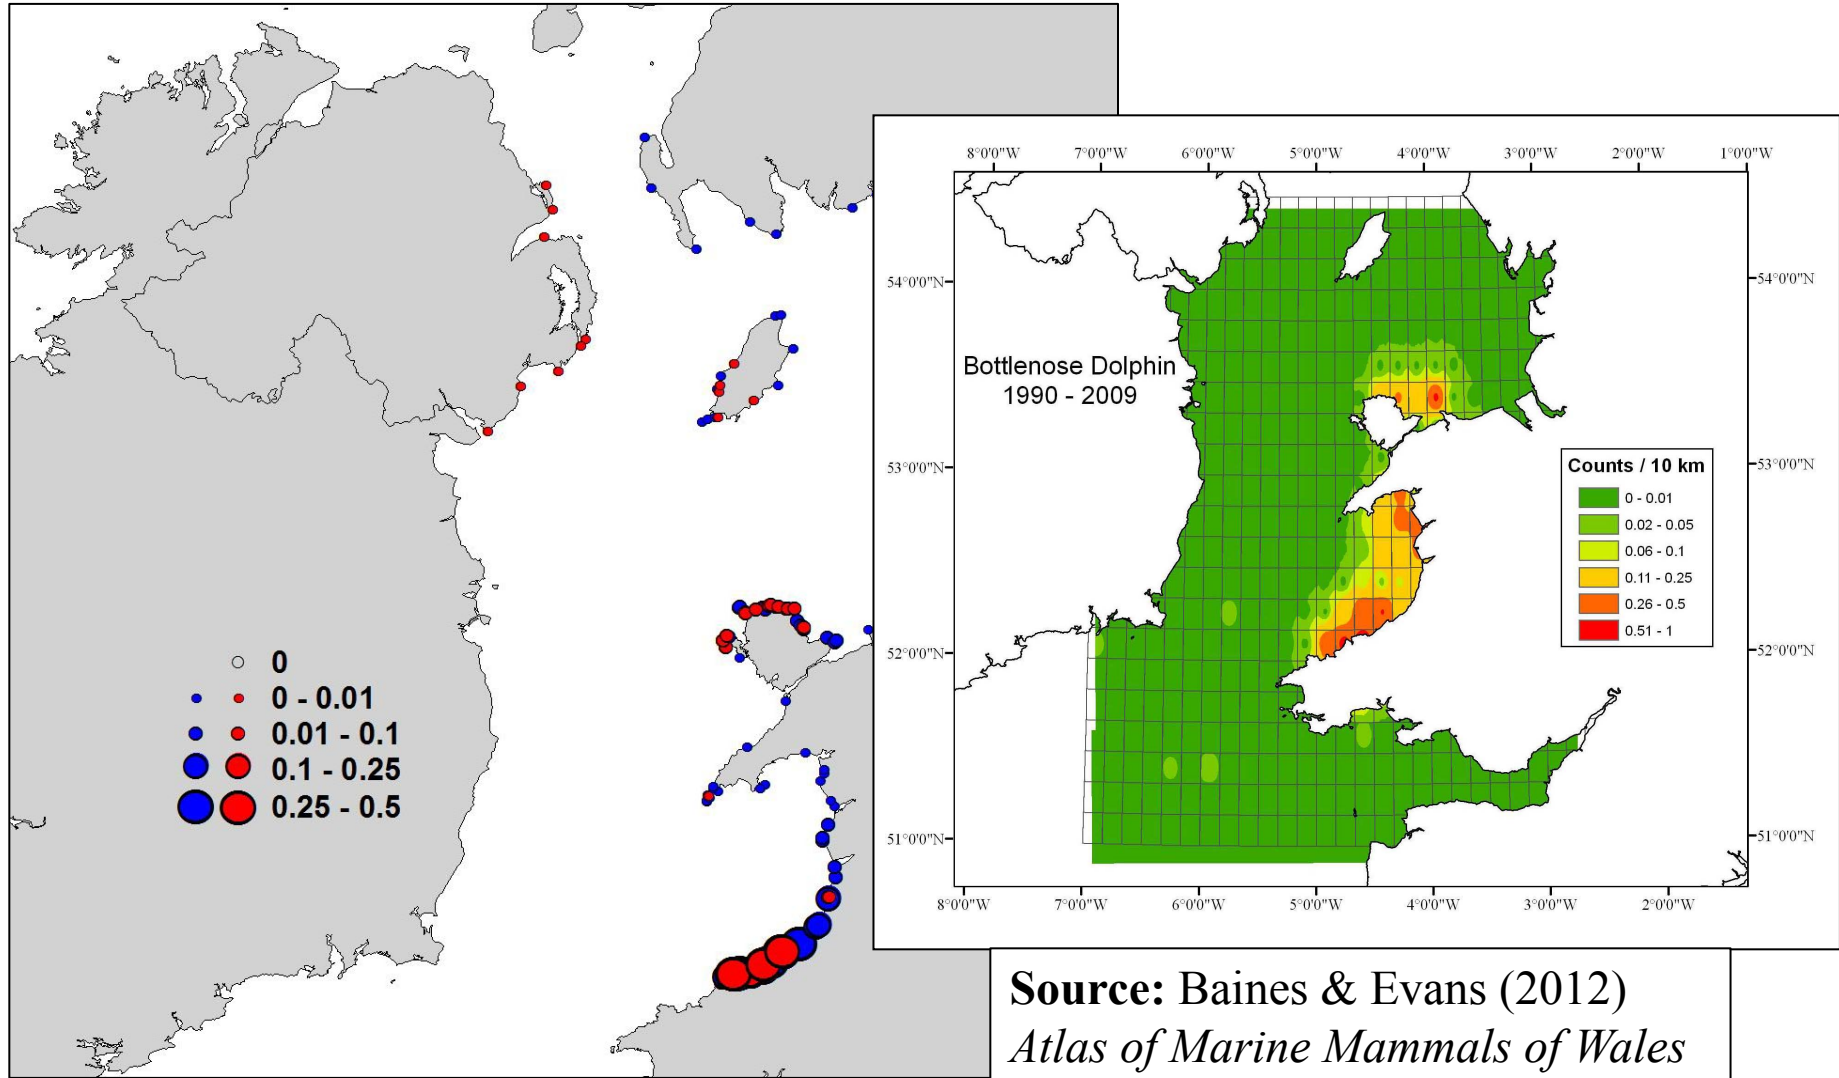 0
0 - 0.01
0.01 - 0.1
0.1 - 0.25
0.25 - 0.5
8°0'0"W 7°0'0"W 6°0'0"W 5°0'0"W 4°0'0"W 3°0'0"W 2°0'0"W 1°0'0"W
54°0'0"N 54°0'0"N
Bottlenose Dolphin
1990 - 2009
53°0'0"N 53°0'0"N
Counts / 10 km
0 - 0.01
0.02 - 0.05
0.06 - 0.1
0.11 - 0.25
0.26 - 0.5
0.51 - 1
52°0'0"N 52°0'0"N
51°0'0"N 51°0'0"N
8°0'0"W 7°0'0"W 6°0'0"W 5°0'0"W 4°0'0"W 3°0'0"W 2°0'0"W
Source: Baines & Evans (2012)
Atlas of Marine Mammals of Wales